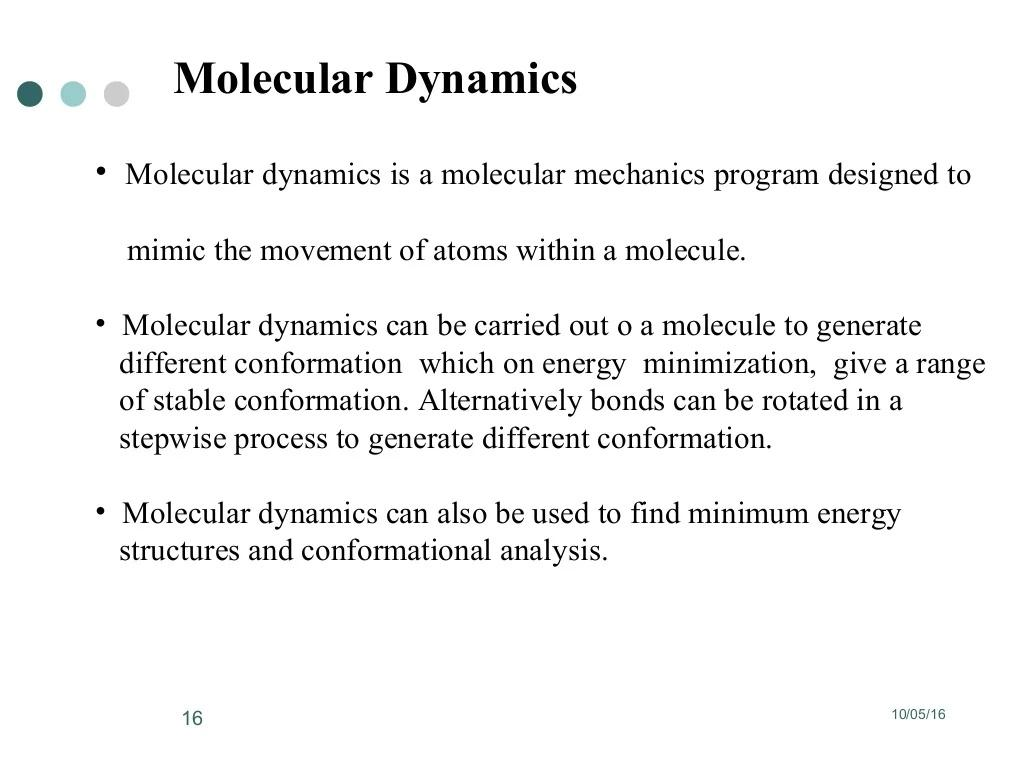 Molecular Dynamics
• Molecular dynamics is a molecular mechanics program designed to
mimic the movement of atoms within a molecule.
• Molecular dynamics can be carried out o a molecule to generate
different conformation which on energy minimization, give a range
of stable conformation. Alternatively bonds can be rotated in a
stepwise process to generate different conformation.
• Molecular dynamics can also be used to find minimum energy
structures and conformational analysis.
16
10/05/16